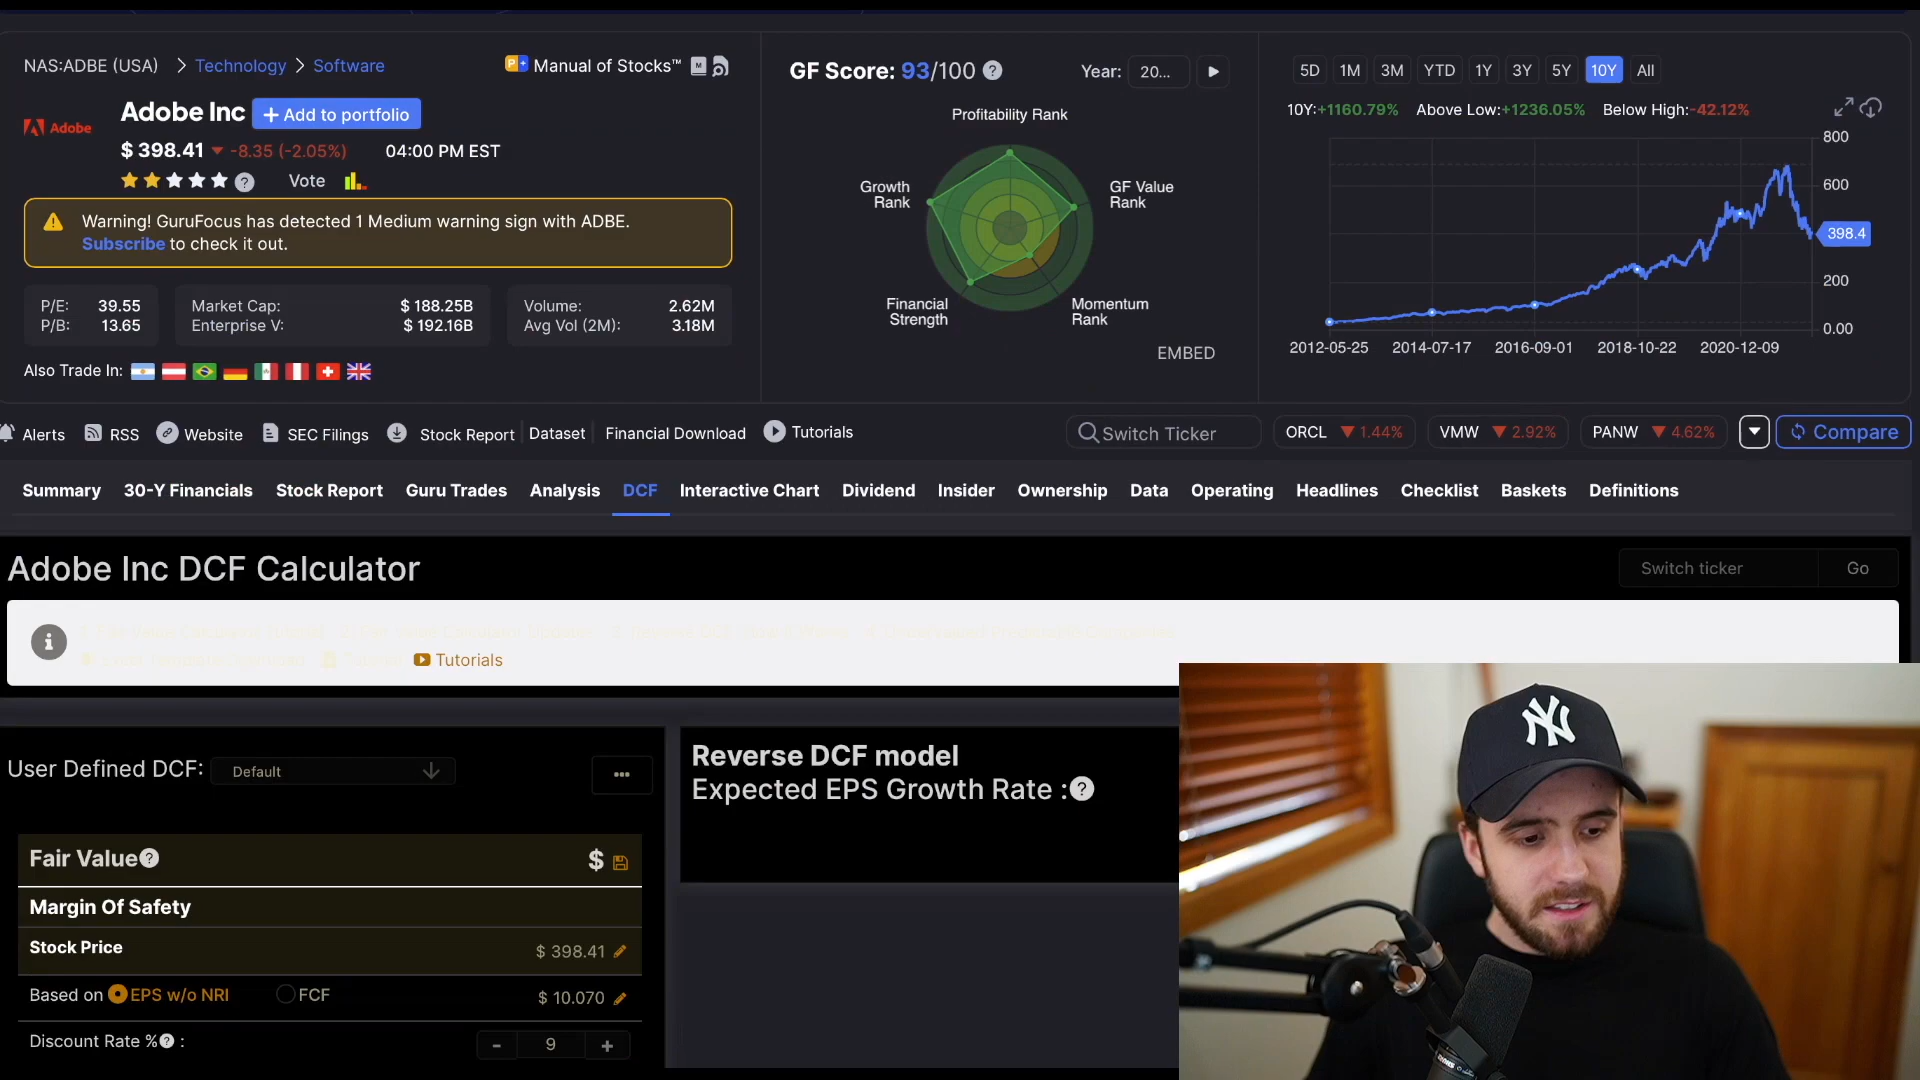 NAS:ADBE (USA) > Technology > Software
Manual of Stocks™
Adobe
Adobe Inc
+ Add to portfolio
$ 398.41 -8.35 (-2.05%) 04:00 PM EST
Vote
Warning! GuruFocus has detected 1 Medium warning sign with ADBE.
Subscribe to check it out.
P/E: 39.55
P/B: 13.65
Market Cap: $ 188.25B
Enterprise V: $ 192.16B
Volume: 2.62M
Avg Vol (2M): 3.18M
Also Trade In:
GF Score: 93/100
Year: 20...
Profitability Rank
Growth Rank
GF Value Rank
Financial Strength
Momentum Rank
EMBED
5D 1M 3M YTD 1Y 3Y 5Y 10Y All
10Y:+1160.79% Above Low:+1236.05% Below High:-42.12%
800
600
398.4
200
0.00
2012-05-25 2014-07-17 2016-09-01 2018-10-22 2020-12-09
Alerts RSS Website SEC Filings Stock Report Dataset Financial Download Tutorials
Switch Ticker
ORCL 1.44%
VMW 2.92%
PANW 4.62%
Compare
Summary 30-Y Financials Stock Report Guru Trades Analysis DCF Interactive Chart Dividend Insider Ownership Data Operating Headlines Checklist Baskets Definitions
Adobe Inc DCF Calculator
Switch ticker Go
Tutorials
User Defined DCF: Default
...
Reverse DCF model
Expected EPS Growth Rate :
Fair Value $
Margin Of Safety
Stock Price $ 398.41
Based on EPS w/o NRI FCF $ 10.070
Discount Rate % : - 9 +
NY